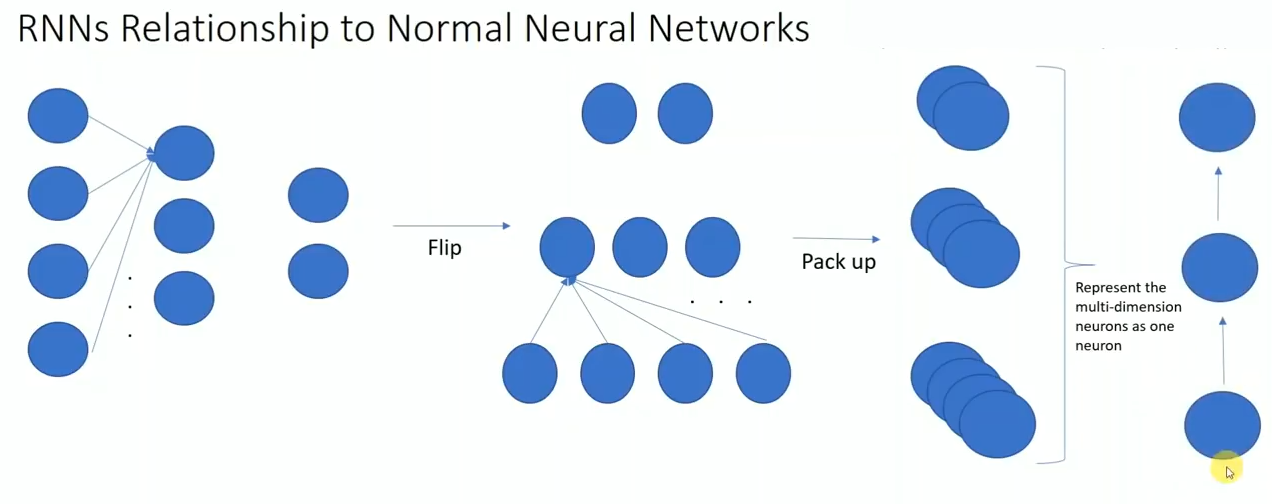 RNNs Relationship to Normal Neural Networks
Flip
Pack up
Represent the
multi-dimension
neurons as one
neuron